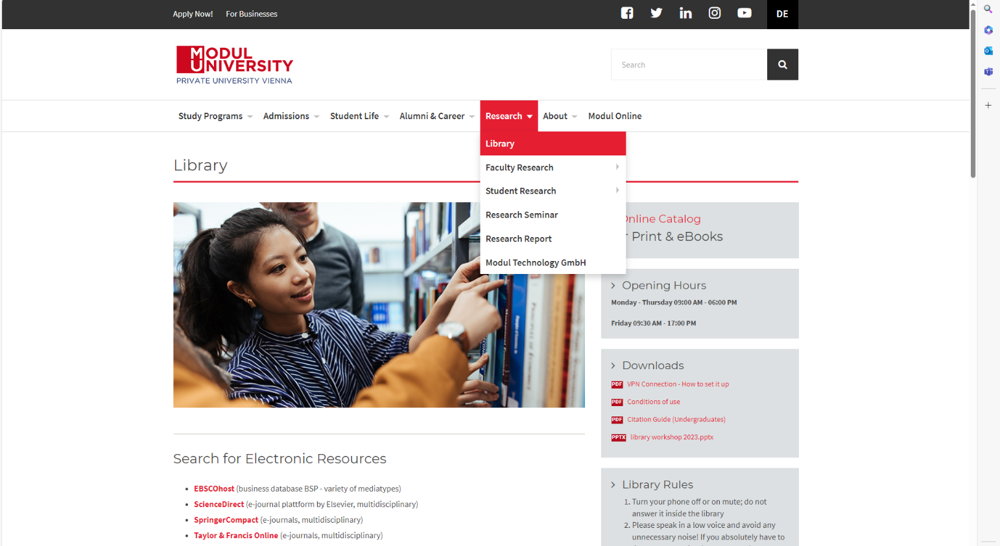 Apply Now!
For Businesses
DE
MODUL
UNIVERSITY
PRIVATE UNIVERSITY VIENNA
Search
Study Programs
Admissions
Student Life
Alumni & Career
Research
About
Modul Online
Library
Faculty Research
Student Research
Research Seminar
Research Report
Modul Technology GmbH
Library
Online Catalog
Print & eBooks
Opening Hours
Monday - Thursday 09:00 AM - 06:00 PM
Friday 09:30 AM - 17:00 PM
Downloads
PDF VPN Connection - How to set it up
PDF Conditions of use
PDF Citation Guide (Undergraduates)
PPTX library workshop 2023.pptx
Library Rules
1. Turn your phone off or on mute; do not
answer it inside the library
2. Please speak in a low voice and avoid any
unnecessary noise! If you absolutely have to
Search for Electronic Resources
• EBSCOhost (business database BSP - variety of mediatypes)
• ScienceDirect (e-journal plattform by Elsevier, multidisciplinary)
• SpringerCompact (e-journals, multidisciplinary)
• Taylor & Francis Online (e-journals, multidisciplinary)